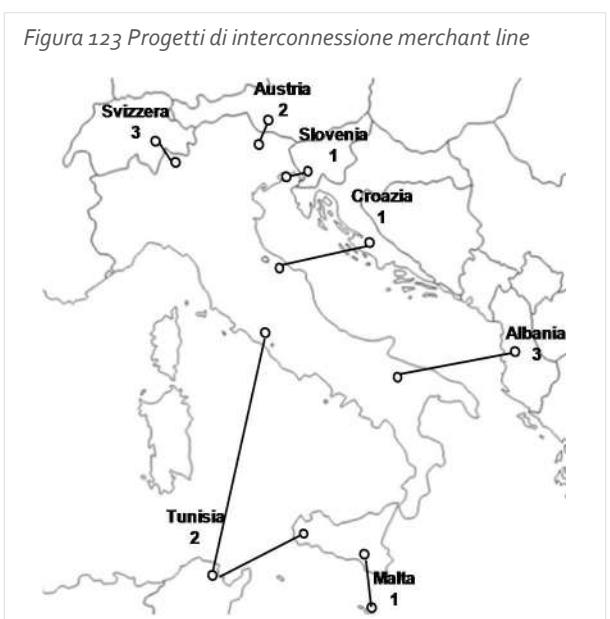 Figura 123 Progetti di interconnessione merchant line
Austria
2
Svizzera
3
Slovenia
1
Croazia
1
Albania
3
Tunisia
2
Malta
1